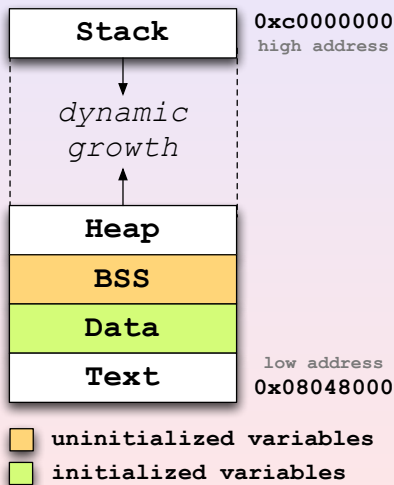 Stack
0xc0000000
high address
dynamic
growth
Heap
BSS
Data
Text
low address
0x08048000
uninitialized variables
initialized variables